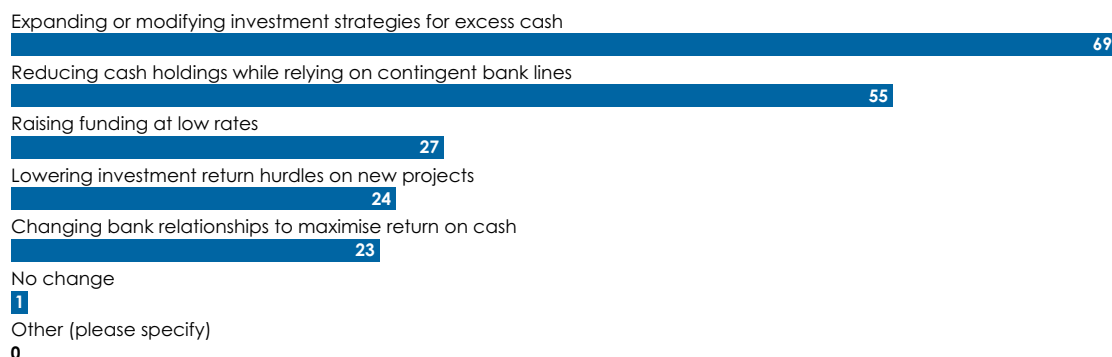 Expanding or modifying investment strategies for excess cash
69
Reducing cash holdings while relying on contingent bank lines
55
Raising funding at low rates
27
Lowering investment return hurdles on new projects
24
Changing bank relationships to maximise return on cash
23
No change
1
Other (please specify)
0